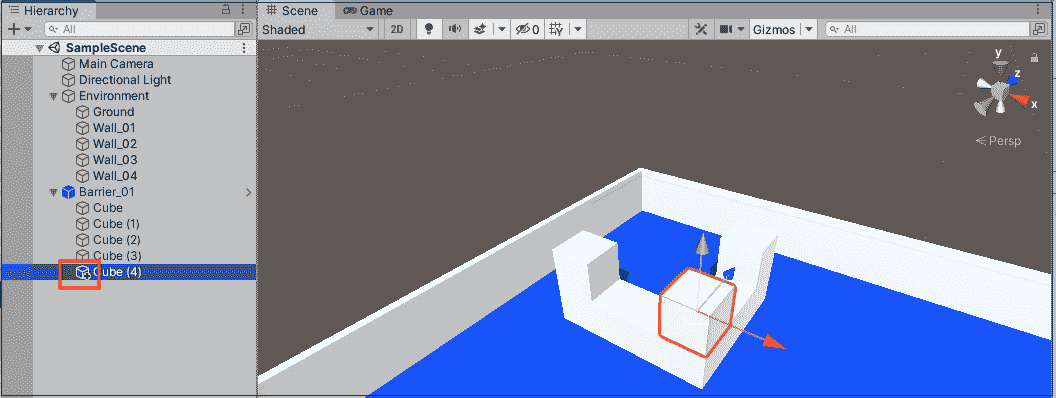 Hierarchy
All
SampleScene
Main Camera
Directional Light
Environment
Ground
Wall_01
Wall_02
Wall_03
Wall_04
Barrier_01
Cube
Cube (1)
Cube (2)
Cube (3)
Cube (4)
Scene Game
Shaded 2D 0 Gizmos All
y
z
x
Persp